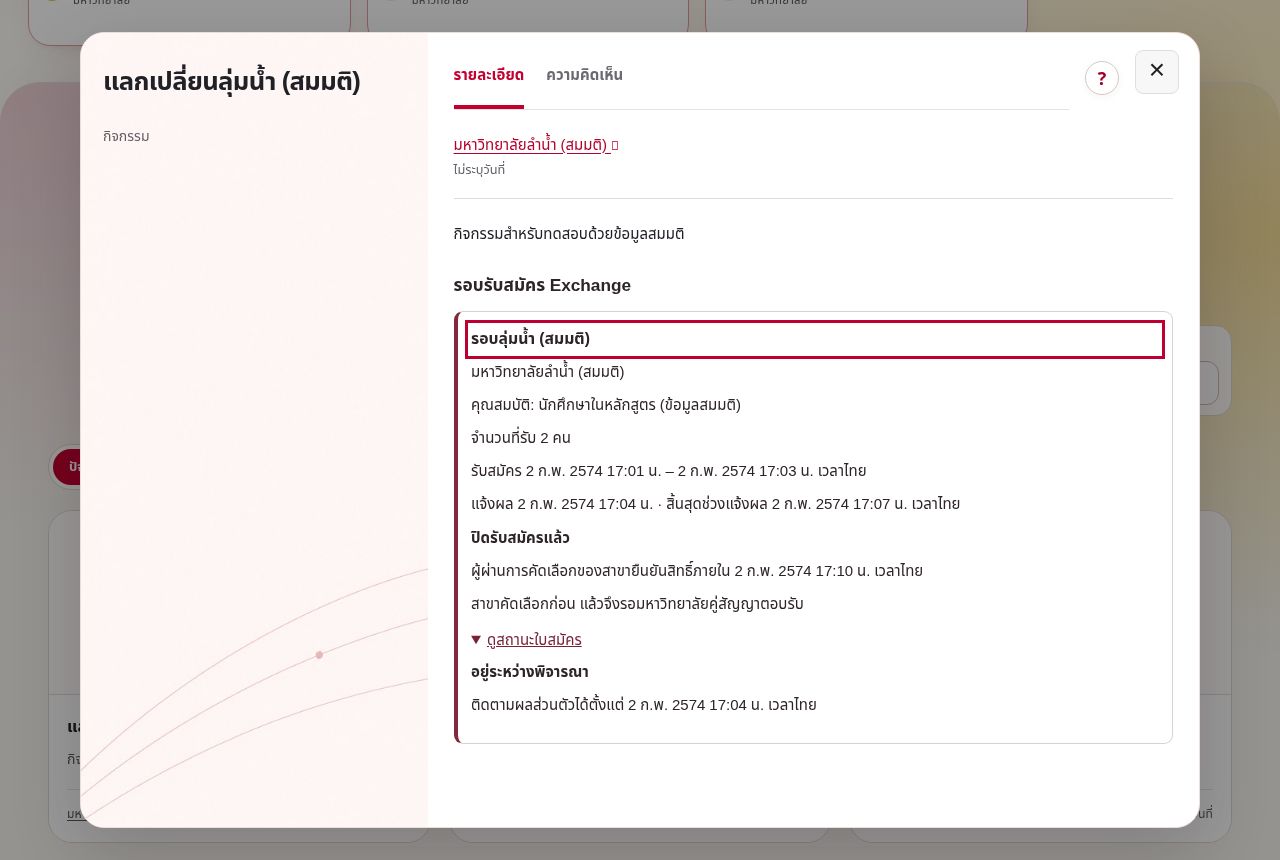 แลกเปลี่ยนลุ่มน้ำ (สมมติ)
กิจกรรม
รายละเอียด
ความคิดเห็น
?
✕
มหาวิทยาลัยลำน้ำ (สมมติ)
ไม่ระบุวันที่
กิจกรรมสำหรับทดสอบด้วยข้อมูลสมมติ
รอบรับสมัคร Exchange
รอบลุ่มน้ำ (สมมติ)
มหาวิทยาลัยลำน้ำ (สมมติ)
คุณสมบัติ: นักศึกษาในหลักสูตร (ข้อมูลสมมติ)
จำนวนที่รับ 2 คน
รับสมัคร 2 ก.พ. 2574 17:01 น. – 2 ก.พ. 2574 17:03 น. เวลาไทย
แจ้งผล 2 ก.พ. 2574 17:04 น. · สิ้นสุดช่วงแจ้งผล 2 ก.พ. 2574 17:07 น. เวลาไทย
ปิดรับสมัครแล้ว
ผู้ผ่านการคัดเลือกของสาขายืนยันสิทธิ์ภายใน 2 ก.พ. 2574 17:10 น. เวลาไทย
สาขาคัดเลือกก่อน แล้วจึงรอมหาวิทยาลัยคู่สัญญาตอบรับ
▼ ดูสถานะใบสมัคร
อยู่ระหว่างพิจารณา
ติดตามผลส่วนตัวได้ตั้งแต่ 2 ก.พ. 2574 17:04 น. เวลาไทย